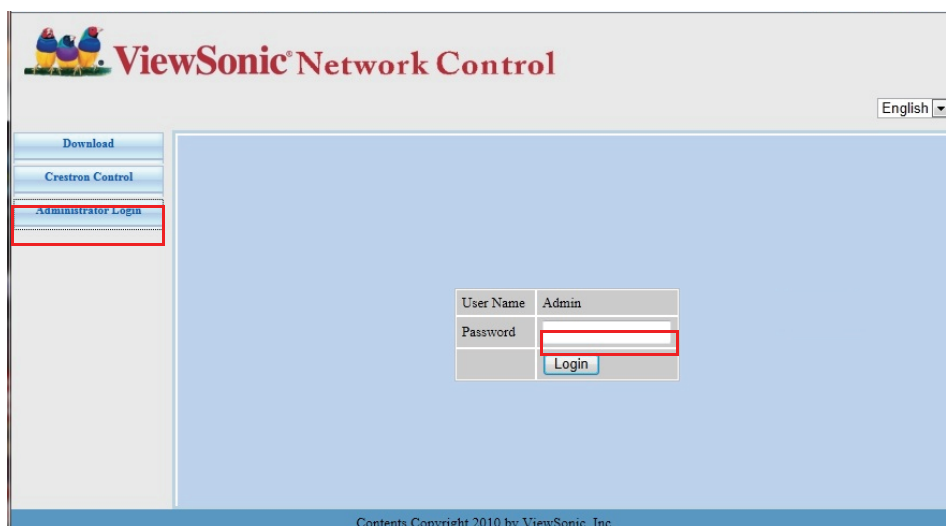 ViewSonic® Network Control
English
Download
Crestron Control
Administrator Login
User Name Admin
Password
Login
Contents Copyright 2010 by ViewSonic, Inc